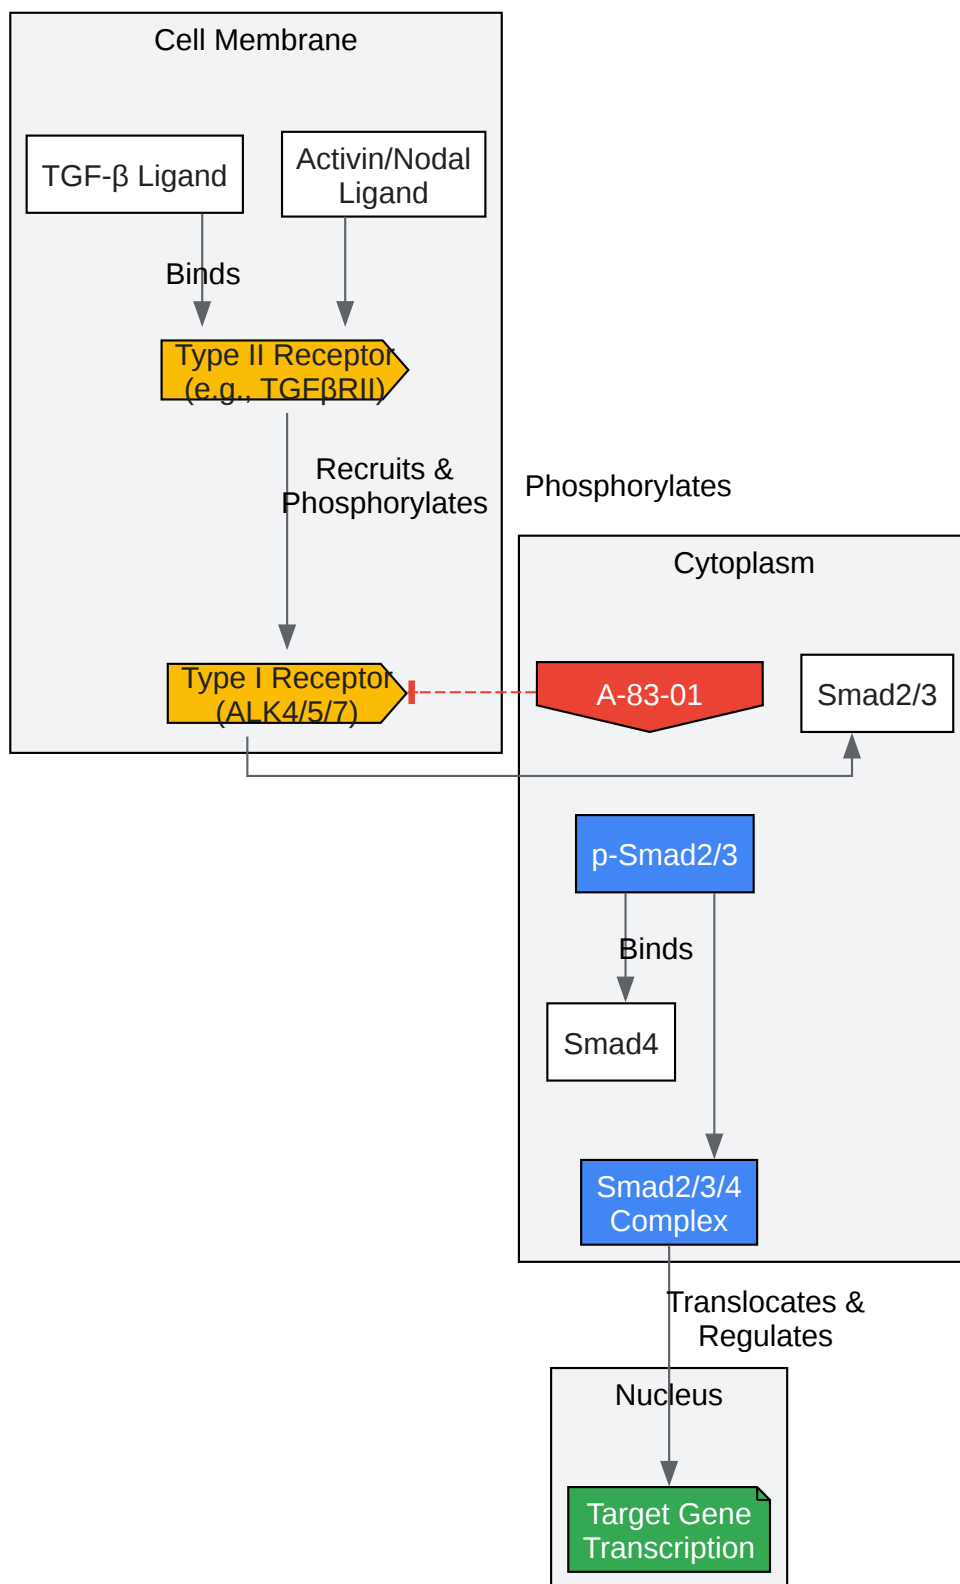 Cell Membrane
TGF-β Ligand
Activin/Nodal
Ligand
Binds
Type II Receptor
(e.g., TGFβRII)
Recruits &
Phosphorylates
Phosphorylates
Cytoplasm
Type I Receptor
(ALK4/5/7)
A-83-01
Smad2/3
p-Smad2/3
Binds
Smad4
Smad2/3/4
Complex
Translocates &
Regulates
Nucleus
Target Gene
Transcription